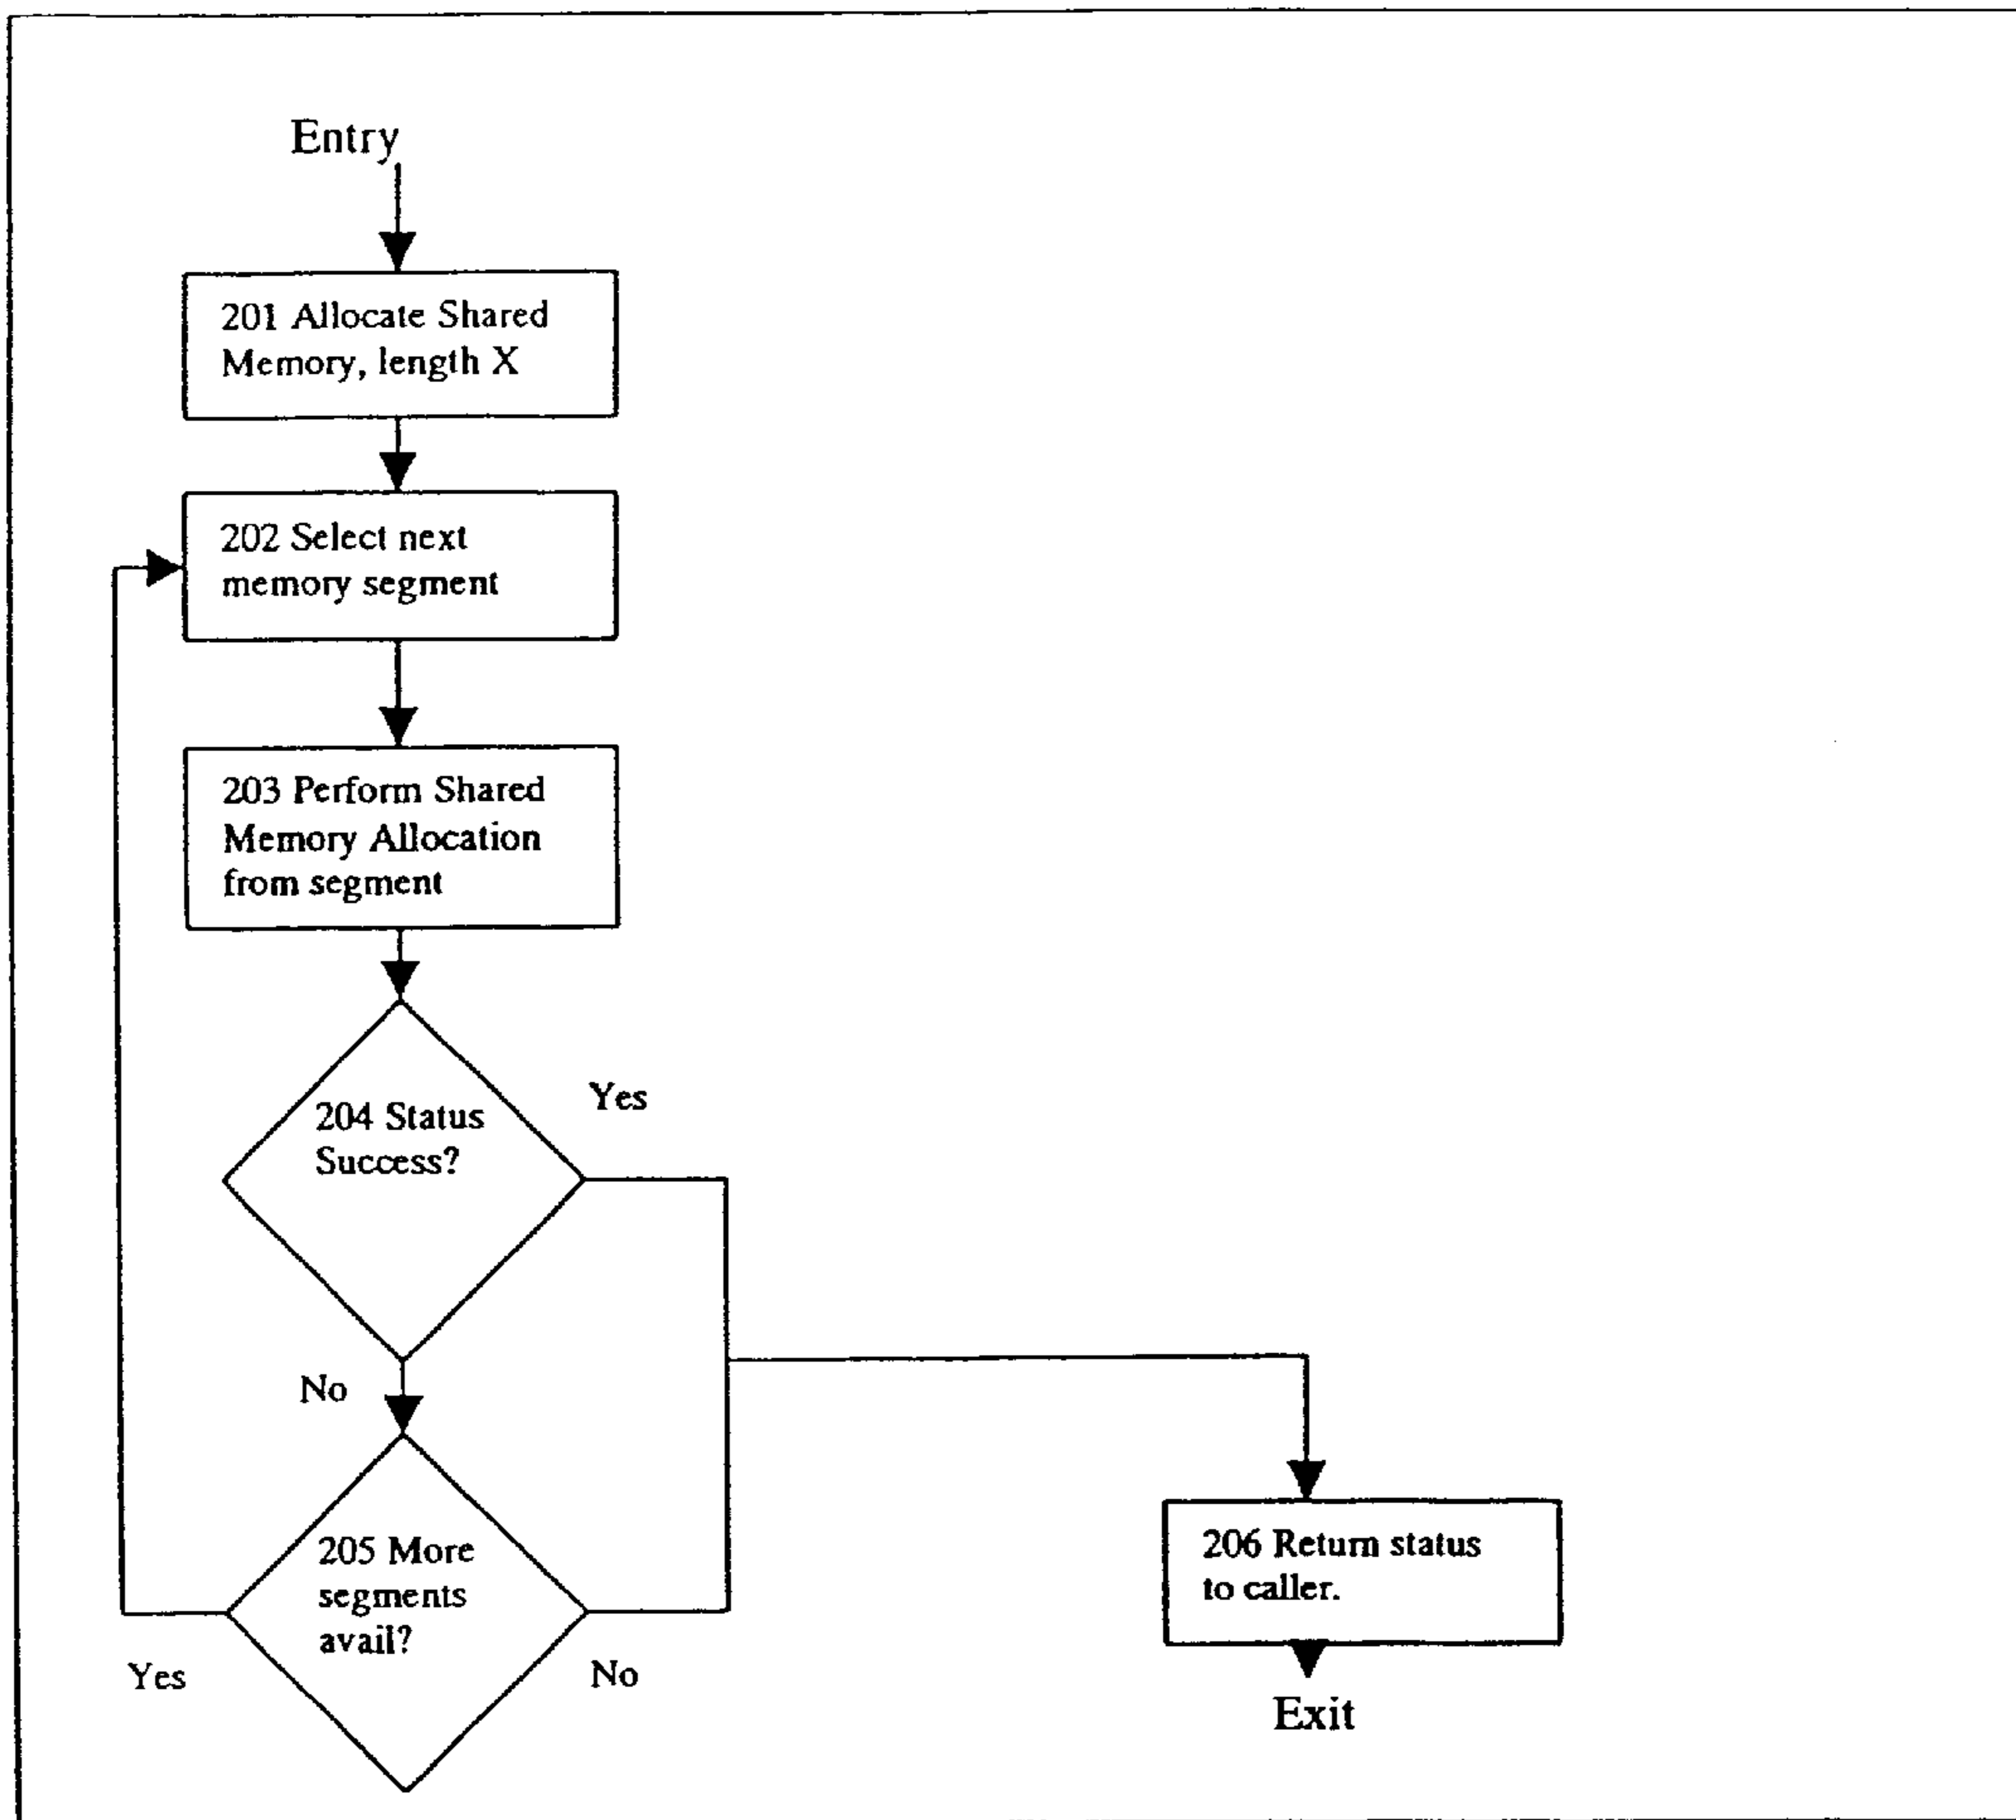 Entry
201 Allocate Shared
Memory, length X
202 Select next
memory segment
203 Perform Shared
Memory Allocation
from segment
204 Status
Success?
Yes
No
205 More
segments
avail?
Yes
No
206 Return status
to caller.
Exit